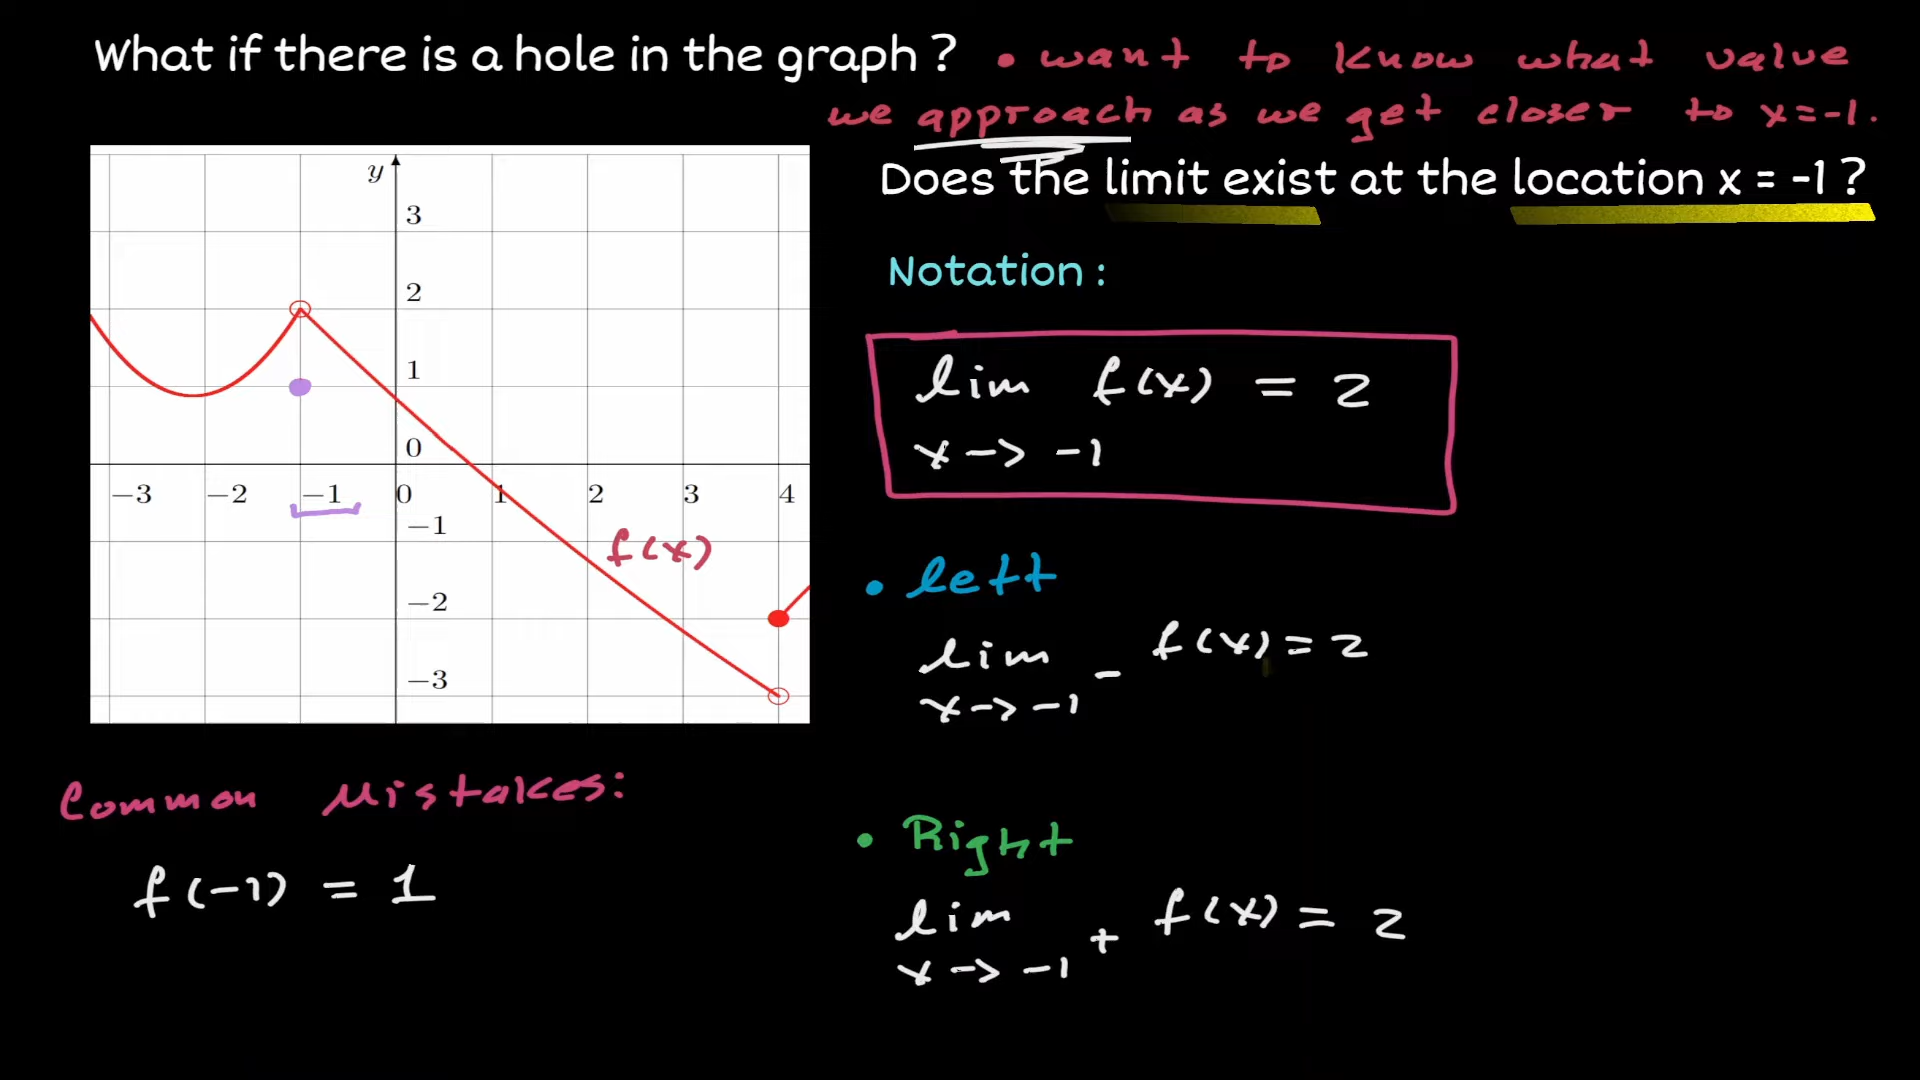 What if there is a hole in the graph ?
• want to know what value
we approach as we get closer to x=-1.
Does the limit exist at the location x = -1 ?
Notation :
lim f(x) = 2
x -> -1
• left
lim - f(x) = 2
x -> -1
• Right
lim + f(x) = 2
x -> -1
y
3
2
1
0
-3 -2 -1 0 1 2 3 4
-1
f(x)
-2
-3
Common Mistakes:
f(-1) = 1